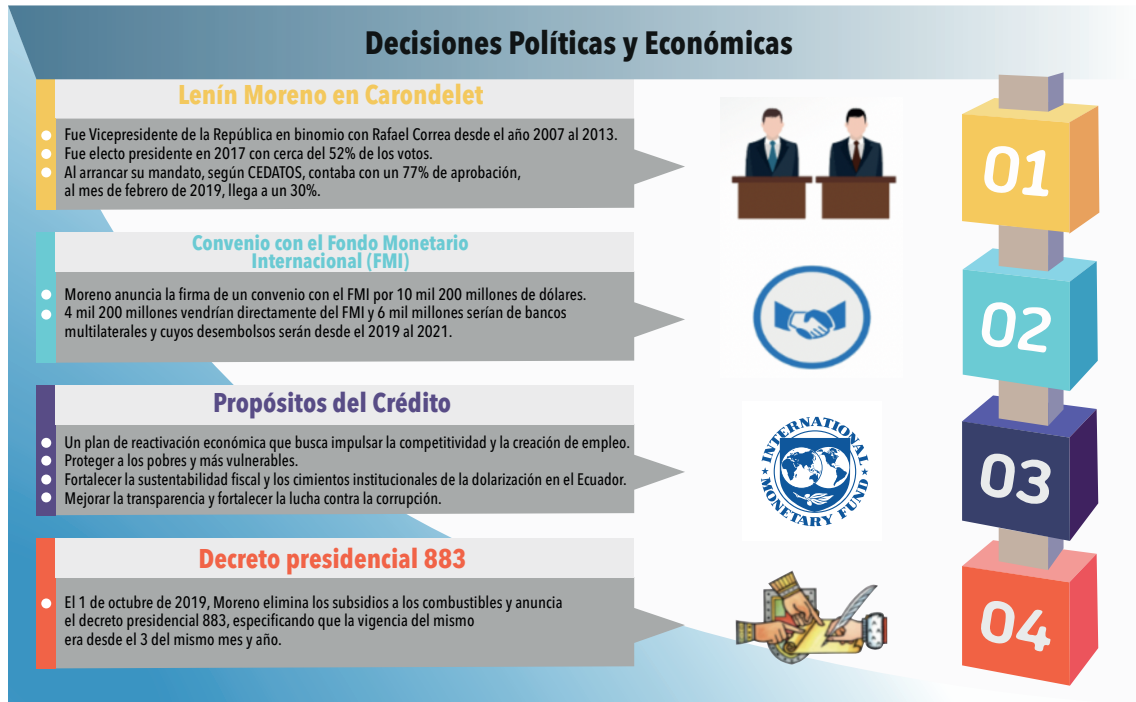 Decisiones Políticas y Económicas
Lenín Moreno en Carondelet
Fue Vicepresidente de la República en binomio con Rafael Correa desde el año 2007 al 2013.
Fue electo presidente en 2017 con cerca del 52% de los votos.
Al arrancar su mandato, según CEDATOS, contaba con un 77% de aprobación,
al mes de febrero de 2019, llega a un 30%.
01
Convenio con el Fondo Monetario
Internacional (FMI)
Moreno anuncia la firma de un convenio con el FMI por 10 mil 200 millones de dólares.
4 mil 200 millones vendrían directamente del FMI y 6 mil millones serían de bancos
multilaterales y cuyos desembolsos serán desde el 2019 al 2021.
02
Propósitos del Crédito
Un plan de reactivación económica que busca impulsar la competitividad y la creación de empleo.
Proteger a los pobres y más vulnerables.
Fortalecer la sustentabilidad fiscal y los cimientos institucionales de la dolarización en el Ecuador.
Mejorar la transparencia y fortalecer la lucha contra la corrupción.
INTERNATIONAL
MONETARY FUND
03
Decreto presidencial 883
El 1 de octubre de 2019, Moreno elimina los subsidios a los combustibles y anuncia
el decreto presidencial 883, especificando que la vigencia del mismo
era desde el 3 del mismo mes y año.
04